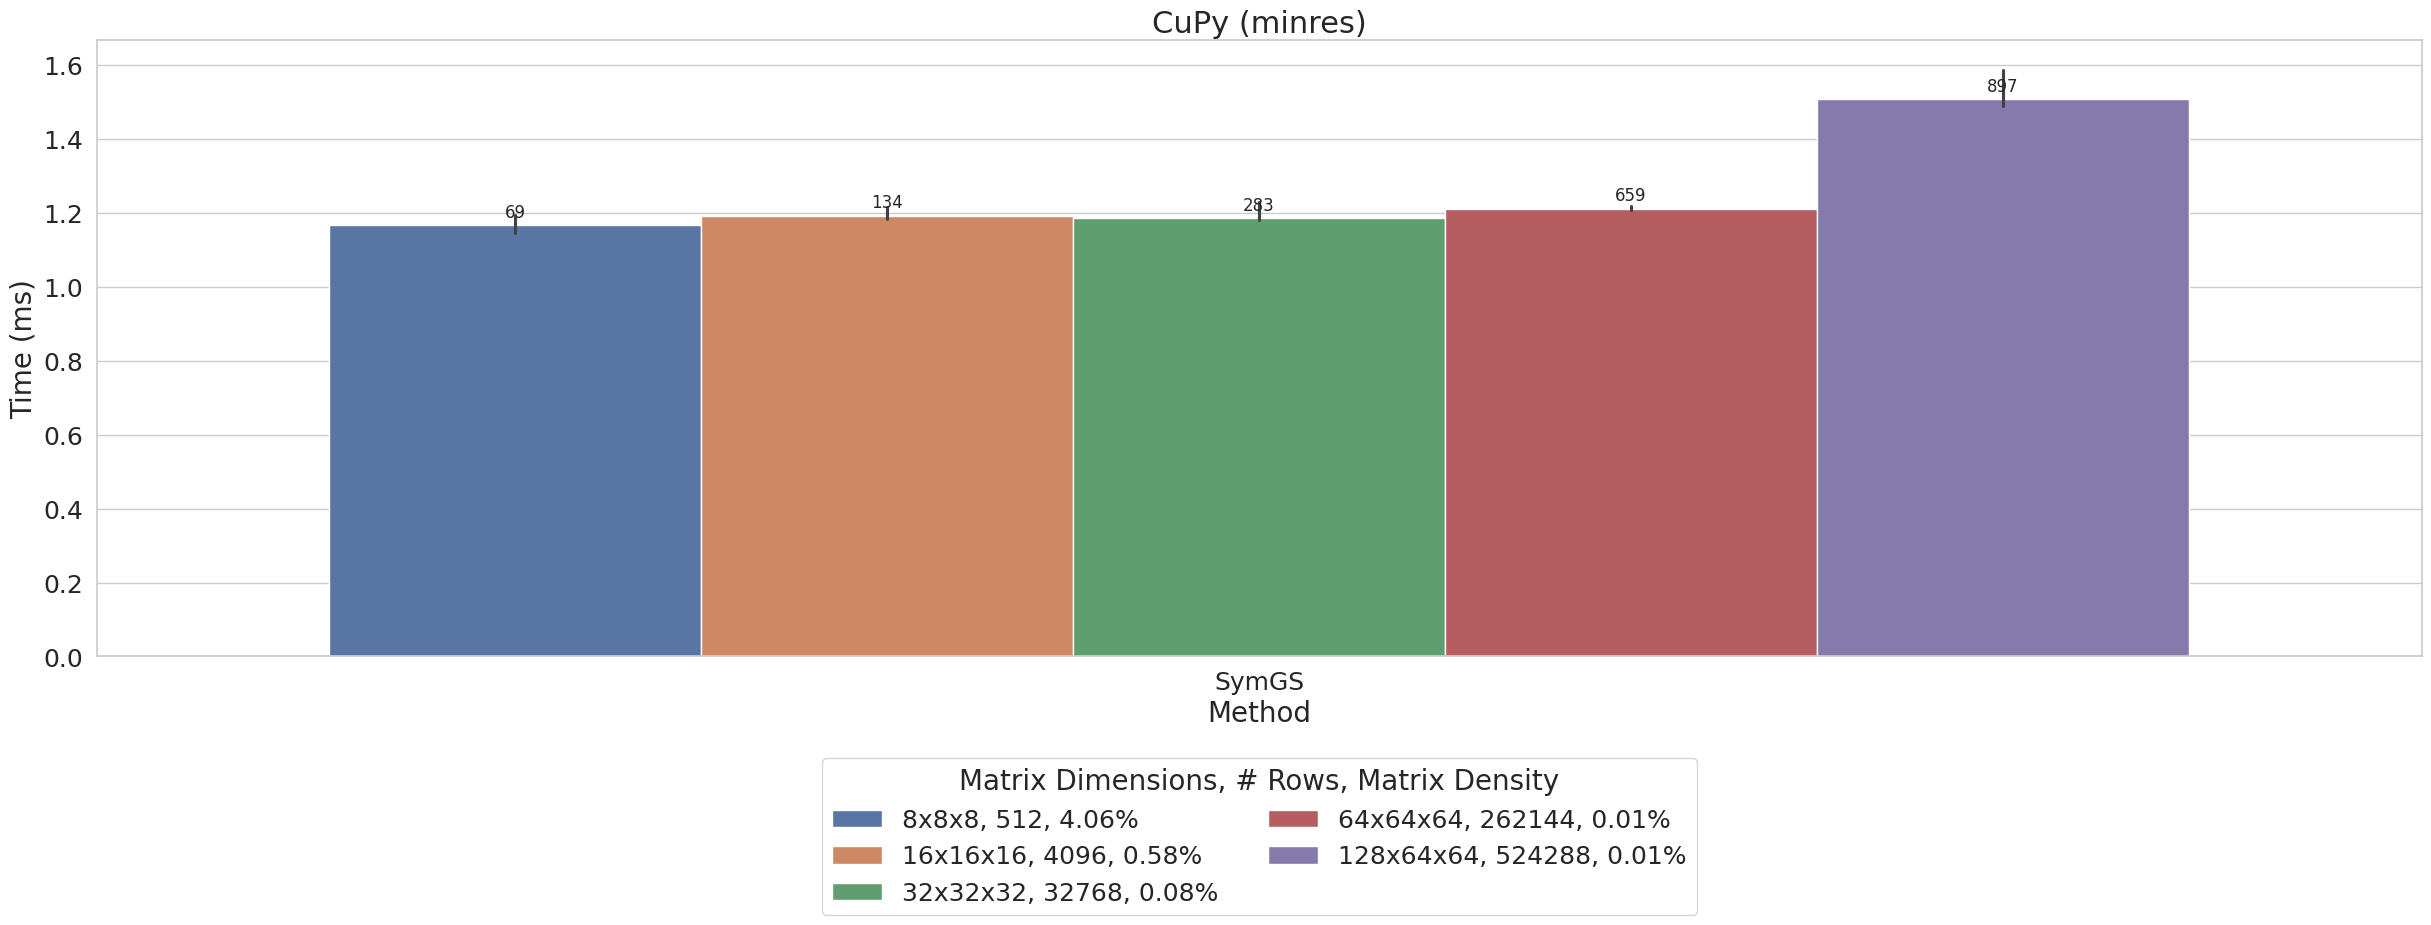 CuPy (minres)
Time (ms)
1.6
1.4
1.2
1.0
0.8
0.6
0.4
0.2
0.0
69
134
283
659
897
SymGS
Method
Matrix Dimensions, # Rows, Matrix Density
8x8x8, 512, 4.06%
16x16x16, 4096, 0.58%
32x32x32, 32768, 0.08%
64x64x64, 262144, 0.01%
128x64x64, 524288, 0.01%